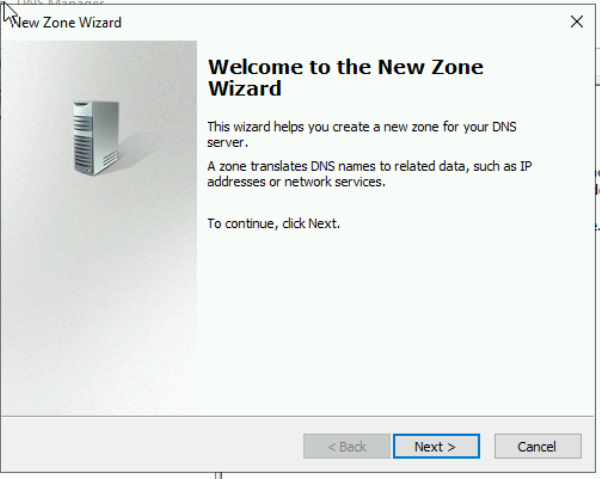 DNS Manager
New Zone Wizard
Welcome to the New Zone
Wizard
This wizard helps you create a new zone for your DNS
server.
A zone translates DNS names to related data, such as IP
addresses or network services.
To continue, click Next.
< Back
Next >
Cancel